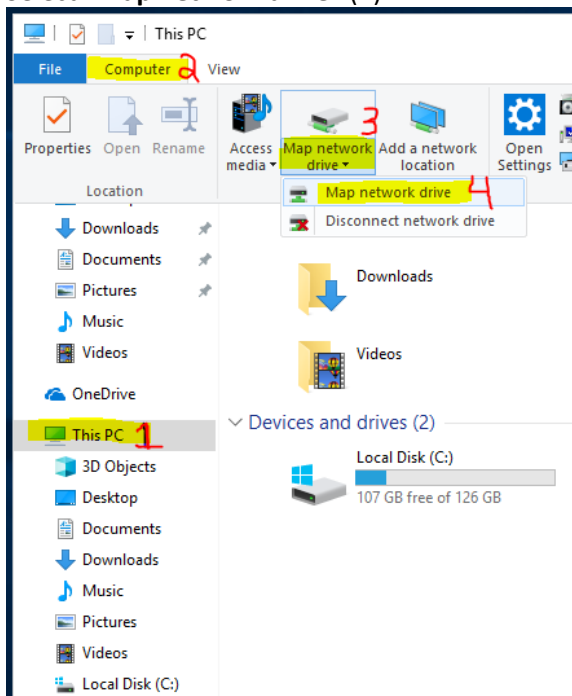 This PC
File Computer 2 View
3
Properties Open Rename
Access media
Map network drive
Add a network location
Open Settings
Location
Map network drive 4
Disconnect network drive
Downloads
Documents
Pictures
Music
Videos
OneDrive
This PC 1
3D Objects
Desktop
Documents
Downloads
Music
Pictures
Videos
Local Disk (C:)
Downloads
Videos
Devices and drives (2)
Local Disk (C:)
107 GB free of 126 GB